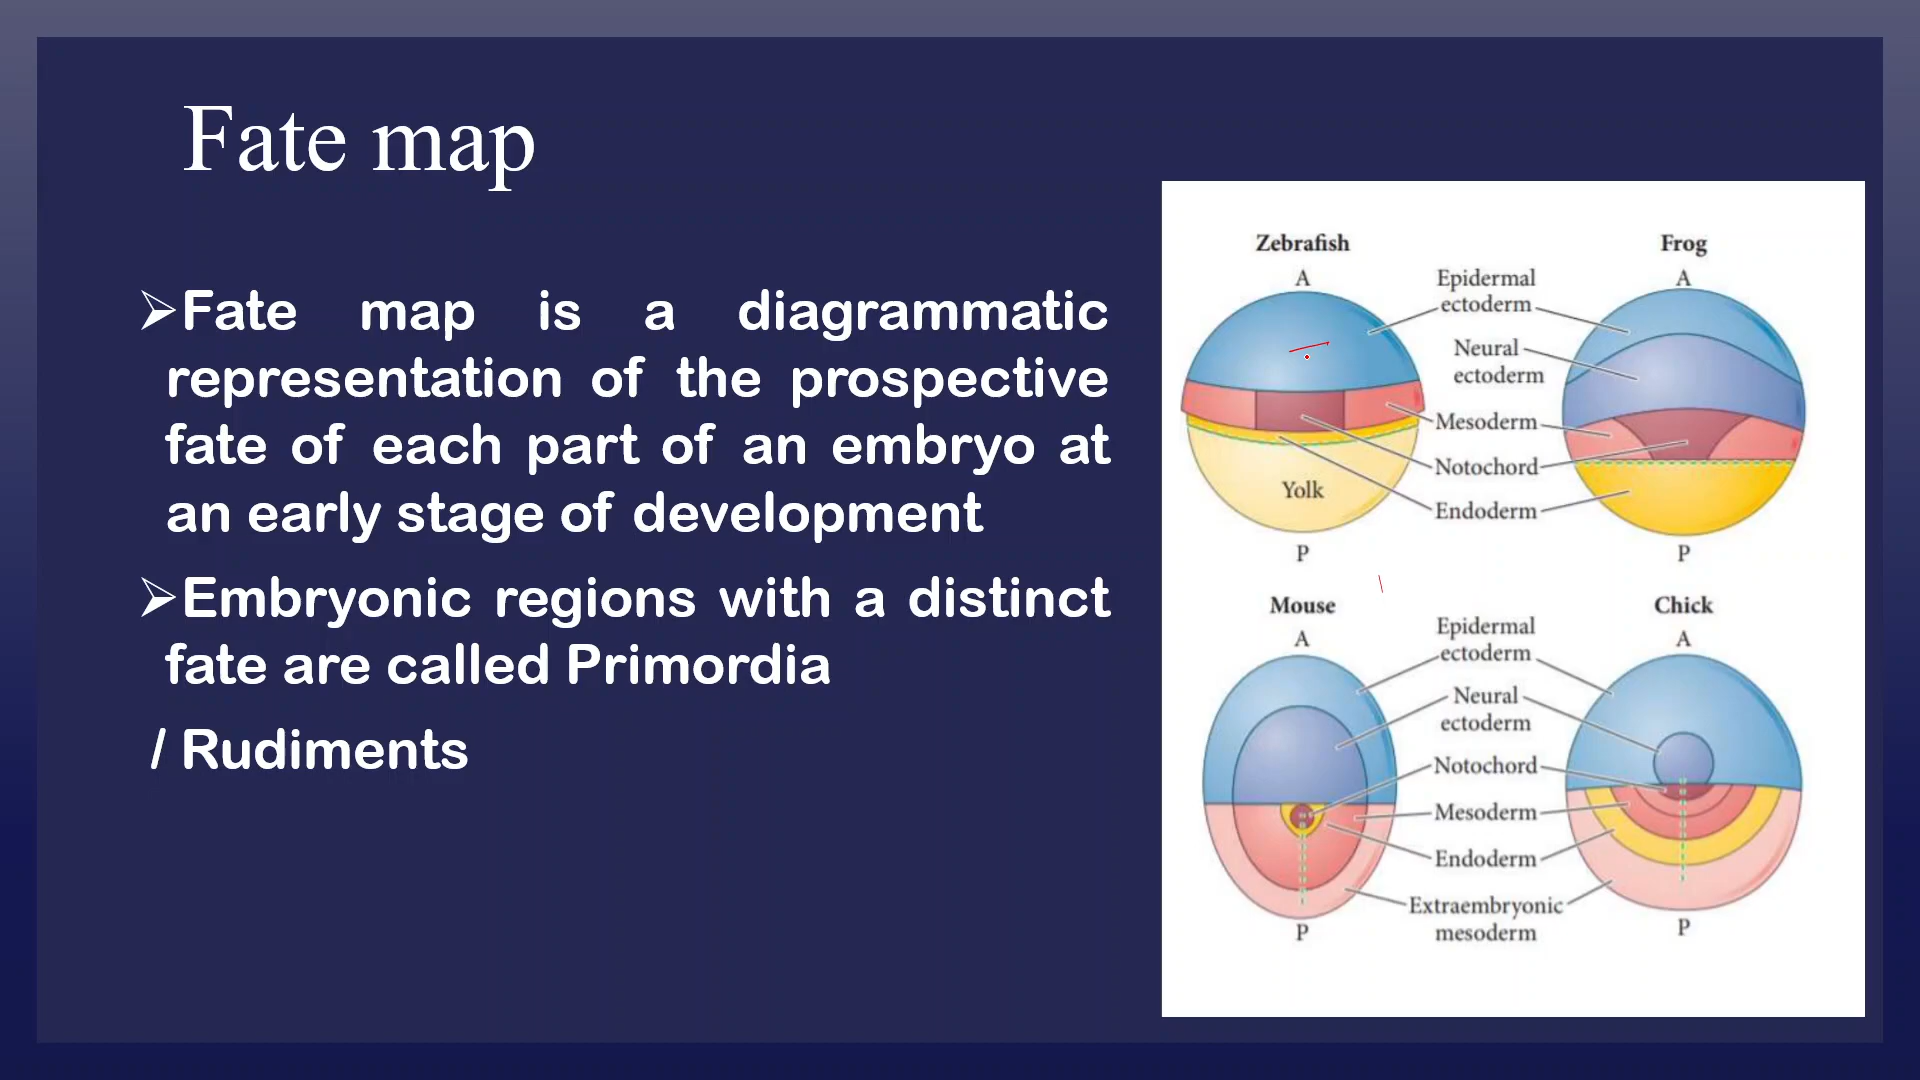 Fate map
➢Fate map is a diagrammatic
representation of the prospective
fate of each part of an embryo at
an early stage of development
➢Embryonic regions with a distinct
fate are called Primordia
/ Rudiments
Zebrafish
Frog
A
A
Epidermal
ectoderm
Neural
ectoderm
Mesoderm
Notochord
Endoderm
Yolk
P
P
Mouse
Chick
A
A
Epidermal
ectoderm
Neural
ectoderm
Notochord
Mesoderm
Endoderm
Extraembryonic
mesoderm
P
P